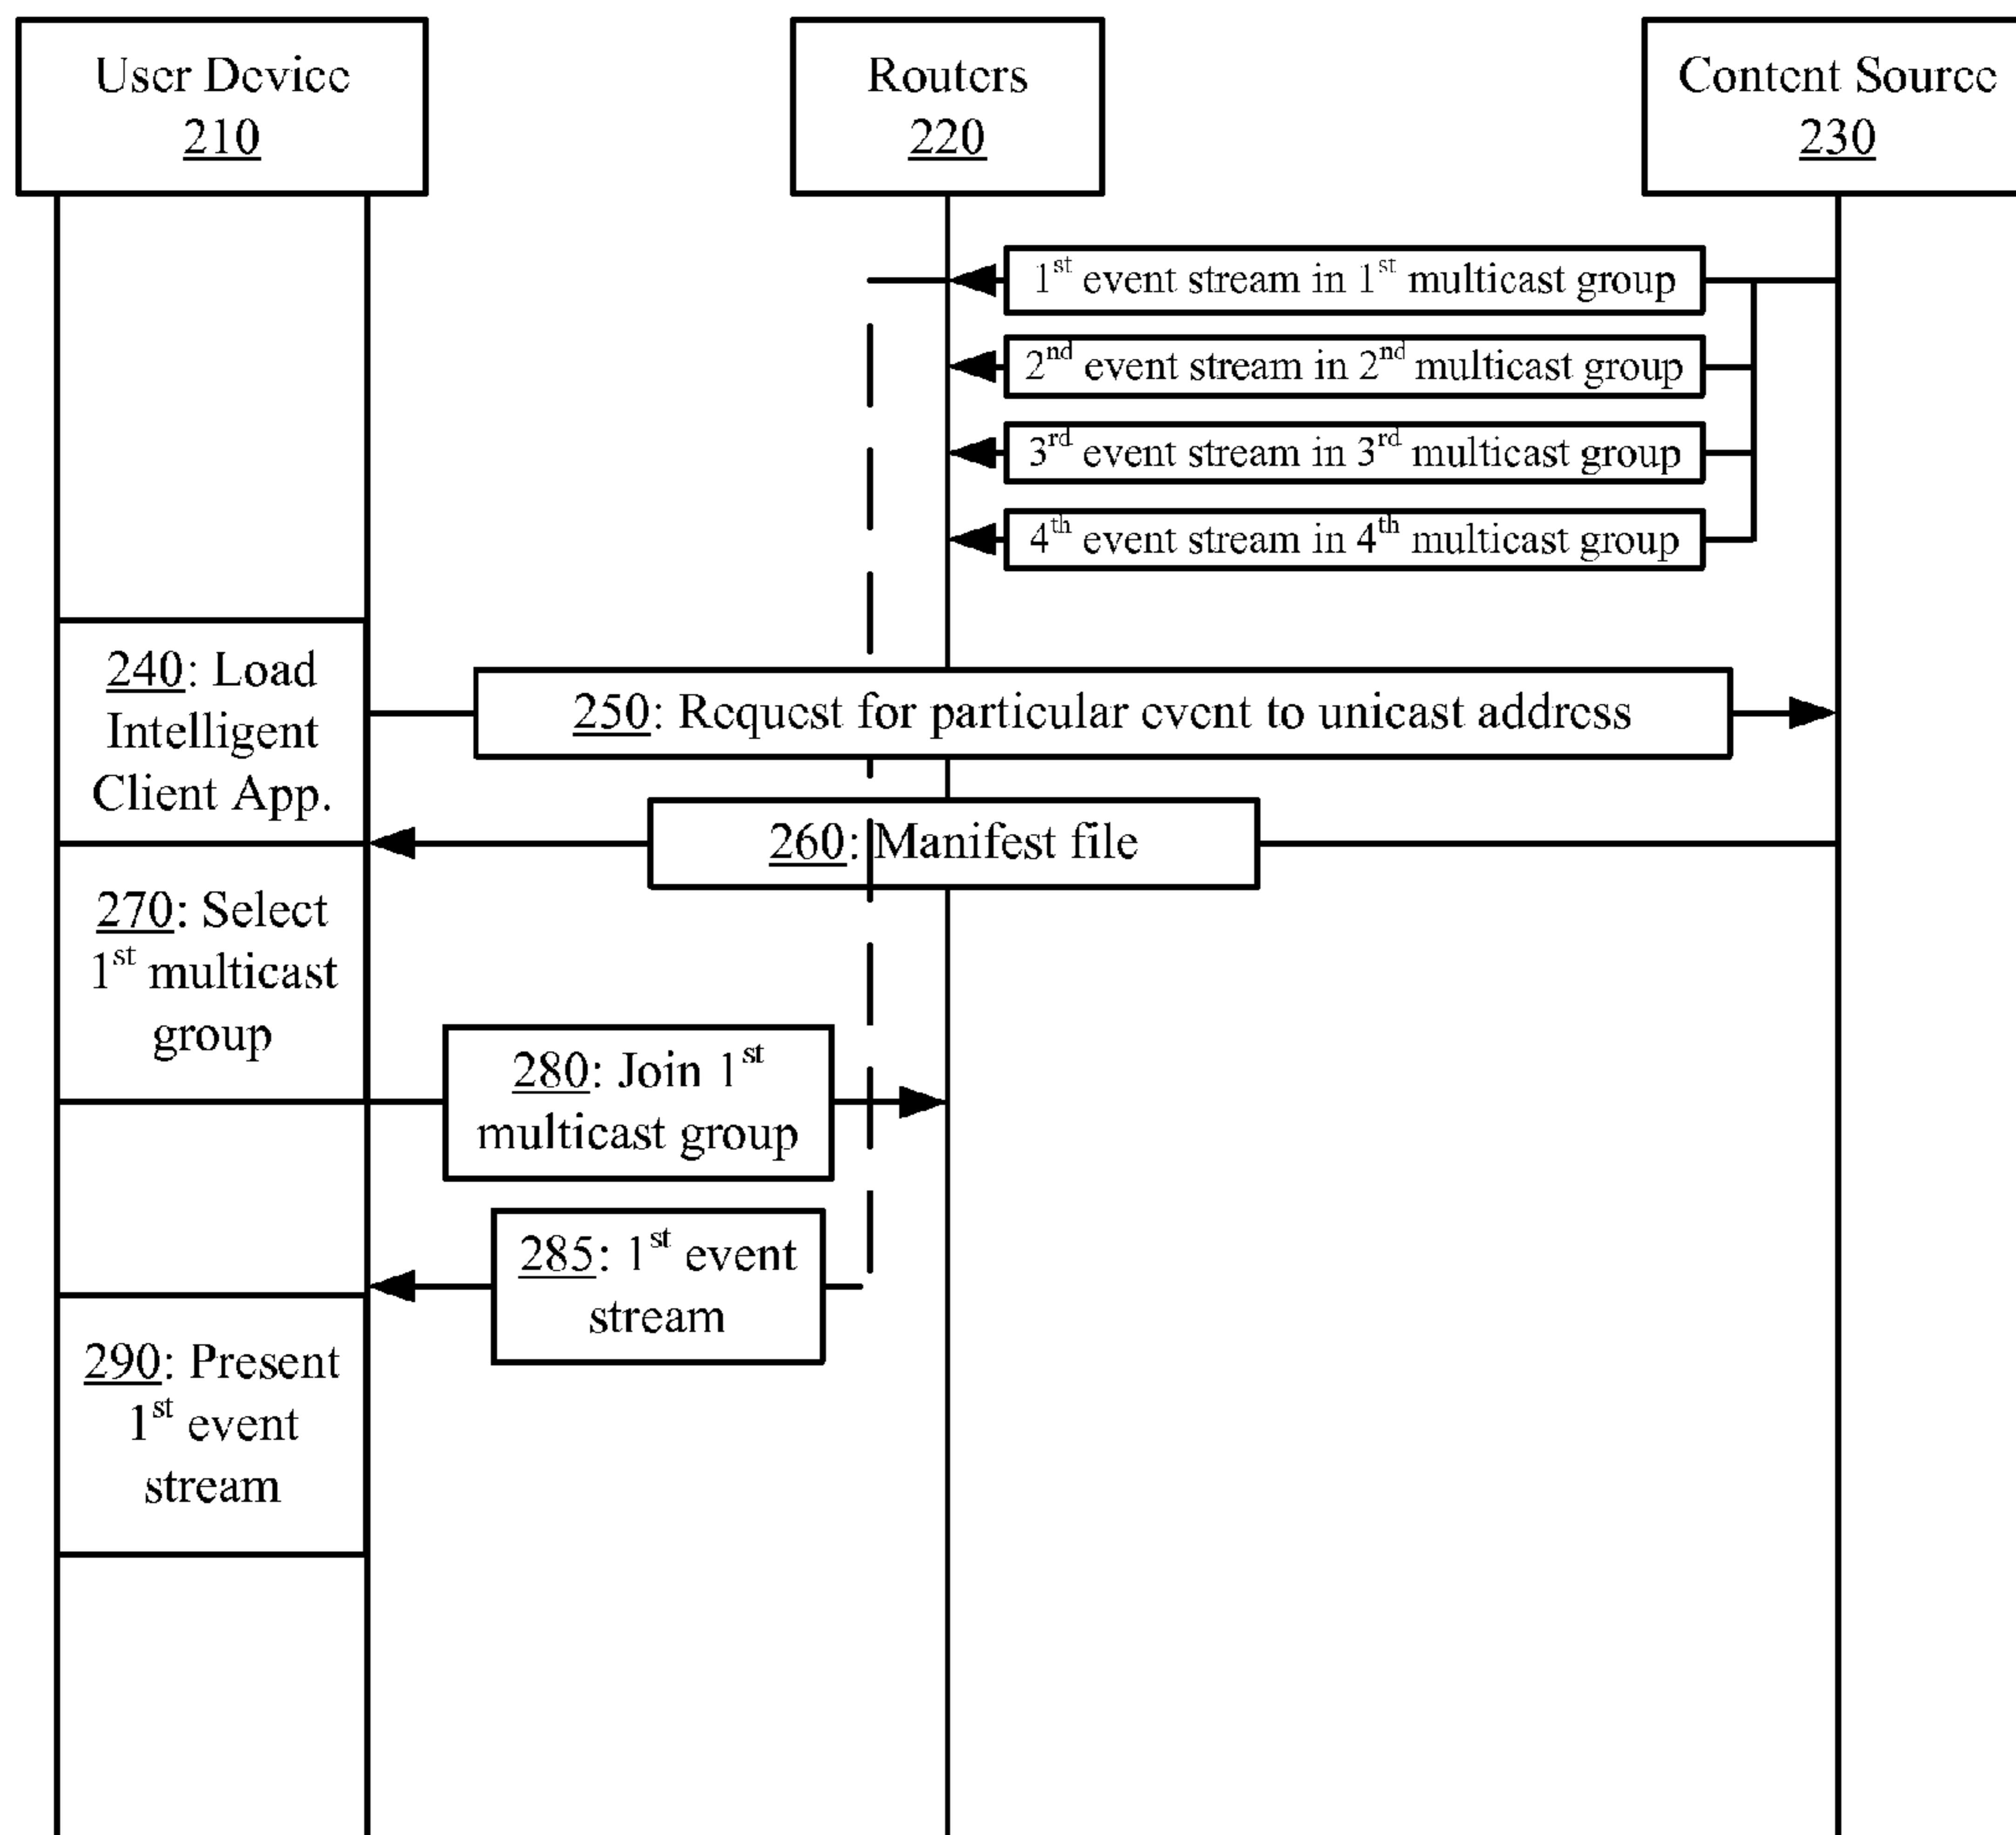 User Device
210
Routers
220
Content Source
230
1st event stream in 1st multicast group
2nd event stream in 2nd multicast group
3rd event stream in 3rd multicast group
4th event stream in 4th multicast group
240: Load
Intelligent
Client App.
250: Request for particular event to unicast address
260: Manifest file
270: Select
1st multicast
group
280: Join 1st
multicast group
285: 1st event
stream
290: Present
1st event
stream